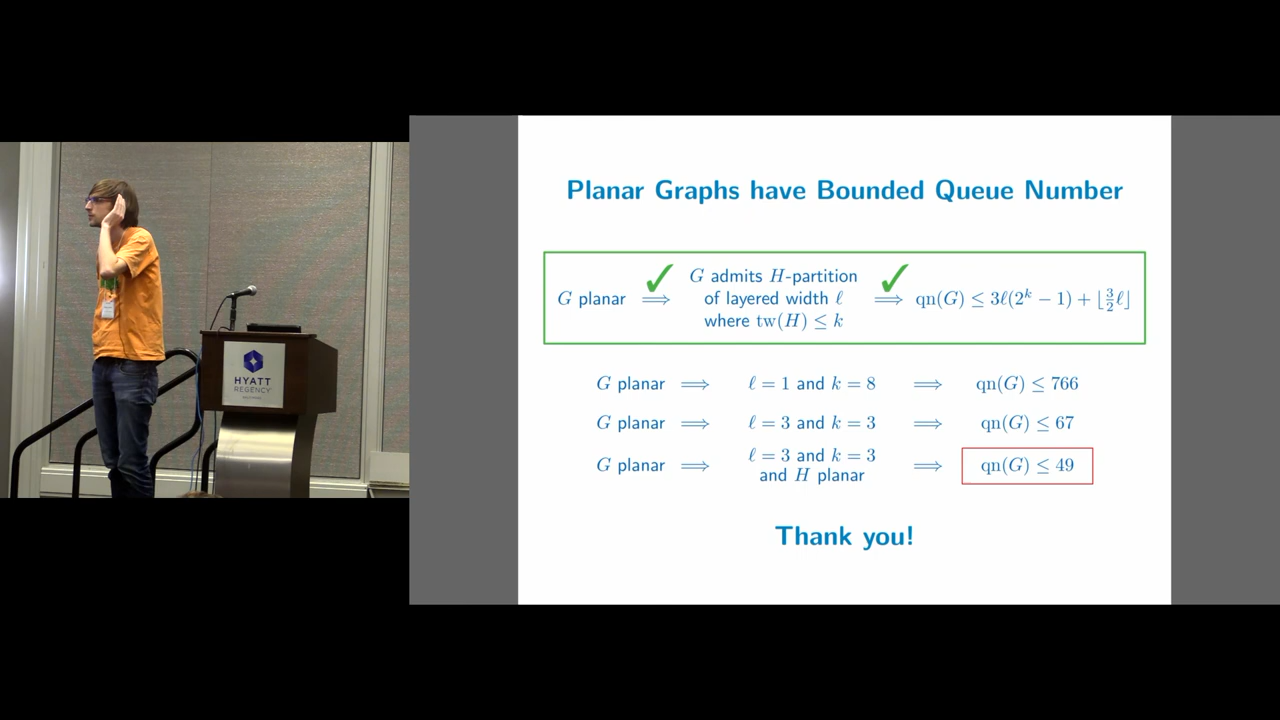 Planar Graphs have Bounded Queue Number
G planar ⟹ G admits H-partition of layered width ℓ where tw(H) ≤ k ⟹ qn(G) ≤ 3ℓ(2^k − 1) + ⌊3/2 ℓ⌋
G planar ⟹ ℓ = 1 and k = 8 ⟹ qn(G) ≤ 766
G planar ⟹ ℓ = 3 and k = 3 ⟹ qn(G) ≤ 67
G planar ⟹ ℓ = 3 and k = 3 and H planar ⟹ qn(G) ≤ 49
Thank you!
HYATT
REGENCY